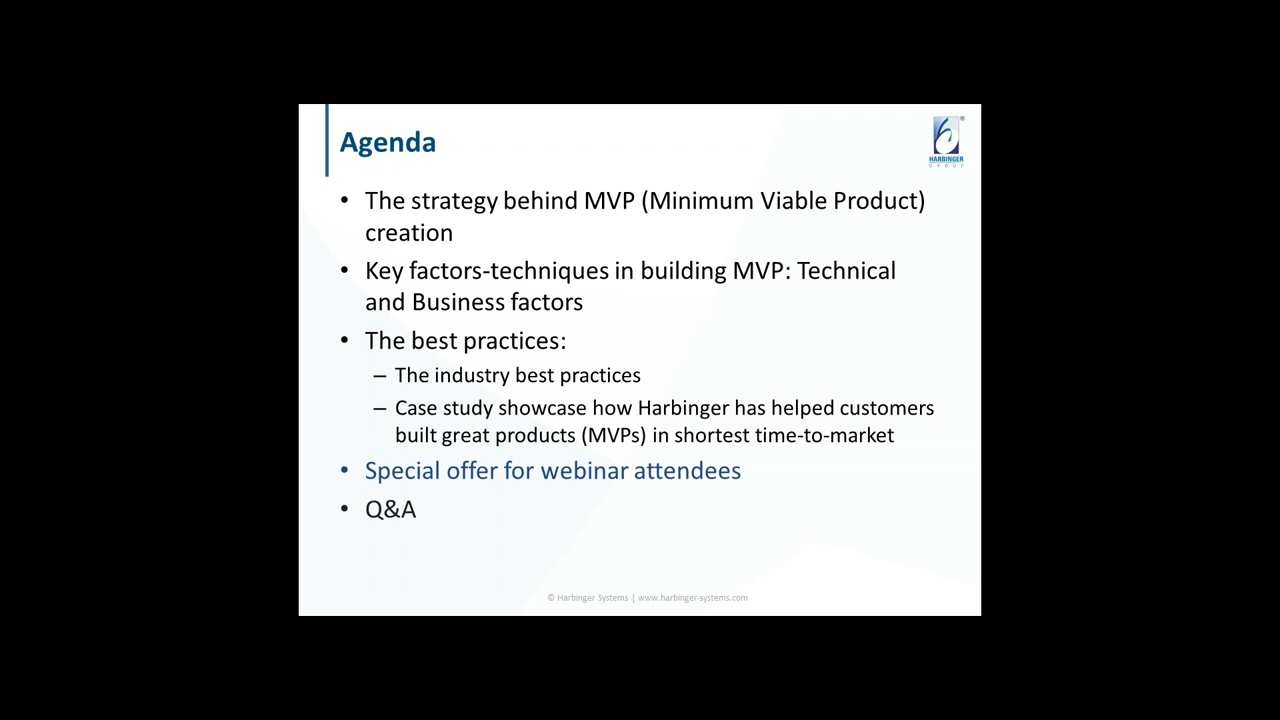 Agenda
HARBINGER
GROUP
• The strategy behind MVP (Minimum Viable Product)
creation
• Key factors-techniques in building MVP: Technical
and Business factors
• The best practices:
– The industry best practices
– Case study showcase how Harbinger has helped customers
built great products (MVPs) in shortest time-to-market
• Special offer for webinar attendees
• Q&A
© Harbinger Systems | www.harbinger-systems.com